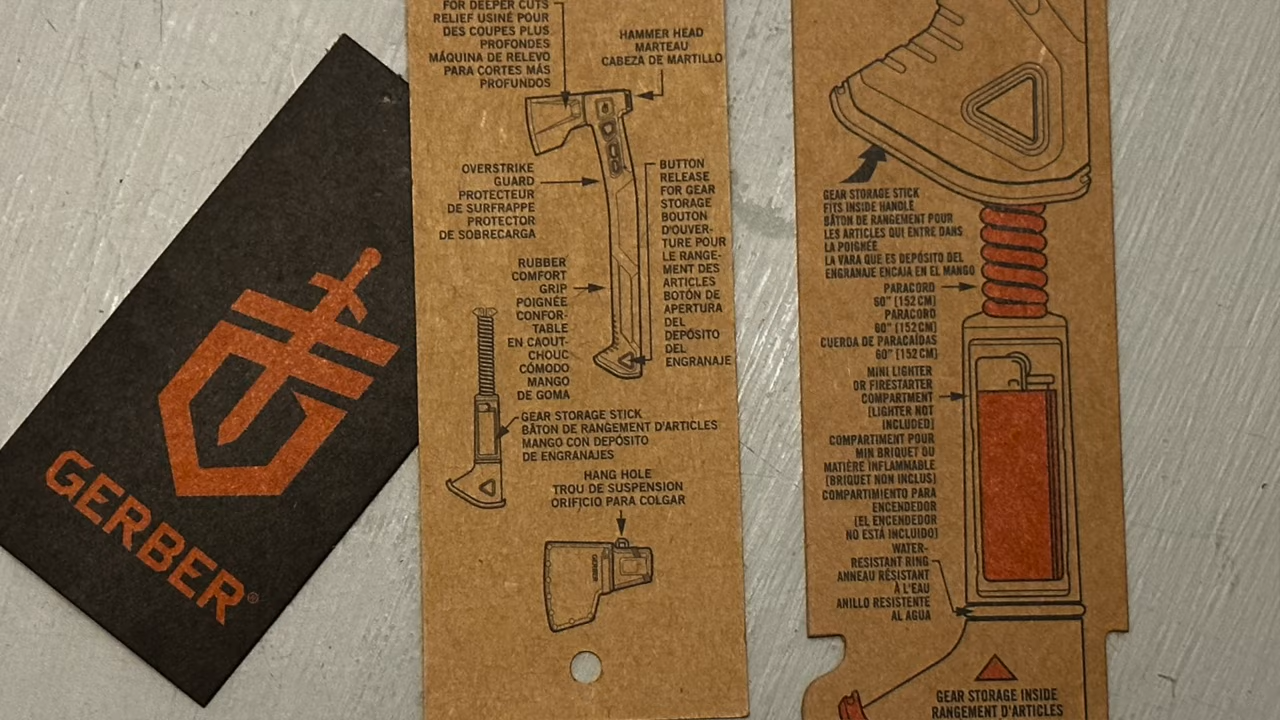 GERBER®
FOR DEEPER CUTS
RELIEF USINÉ POUR
DES COUPES PLUS
PROFONDES
MÁQUINA DE RELEVO
PARA CORTES MÁS
PROFUNDOS
HAMMER HEAD
MARTEAU
CABEZA DE MARTILLO
OVERSTRIKE
GUARD
PROTECTEUR
DE SURFRAPPE
PROTECTOR
DE SOBRECARGA
BUTTON
RELEASE
FOR GEAR
STORAGE
BOUTON
D'OUVER-
TURE POUR
LE RANGE-
MENT DES
ARTICLES
BOTÓN DE
APERTURA
DEL
DEPÓSITO
DEL
ENGRANAJE
RUBBER
COMFORT
GRIP
POIGNÉE
CONFOR-
TABLE
EN CAOUT-
CHOUC
CÓMODO
MANGO
DE GOMA
GEAR STORAGE STICK
BÂTON DE RANGEMENT D'ARTICLES
MANGO CON DEPÓSITO
DE ENGRANAJES
HANG HOLE
TROU DE SUSPENSION
ORIFICIO PARA COLGAR
GERBER
GEAR STORAGE STICK
FITS INSIDE HANDLE
BÂTON DE RANGEMENT POUR
LES ARTICLES QUI ENTRE DANS
LA POIGNÉE
LA VARA QUE ES DEPÓSITO DEL
ENGRANAJE ENCAJA EN EL MANGO
PARACORD
60" (152 CM)
PARACORD
60" (152 CM)
CUERDA DE PARACAÍDAS
60" (152 CM)
MINI LIGHTER
OR FIRESTARTER
COMPARTMENT
(LIGHTER NOT
INCLUDED)
COMPARTIMENT POUR
MIN BRIQUET OU
MATIÈRE INFLAMMABLE
(BRIQUET NON INCLUS)
COMPARTIMIENTO PARA
ENCENDEDOR
(EL ENCENDEDOR
NO ESTÁ INCLUIDO)
WATER-
RESISTANT RING
ANNEAU RÉSISTANT
À L'EAU
ANILLO RESISTENTE
AL AGUA
GEAR STORAGE INSIDE
RANGEMENT D'ARTICLES